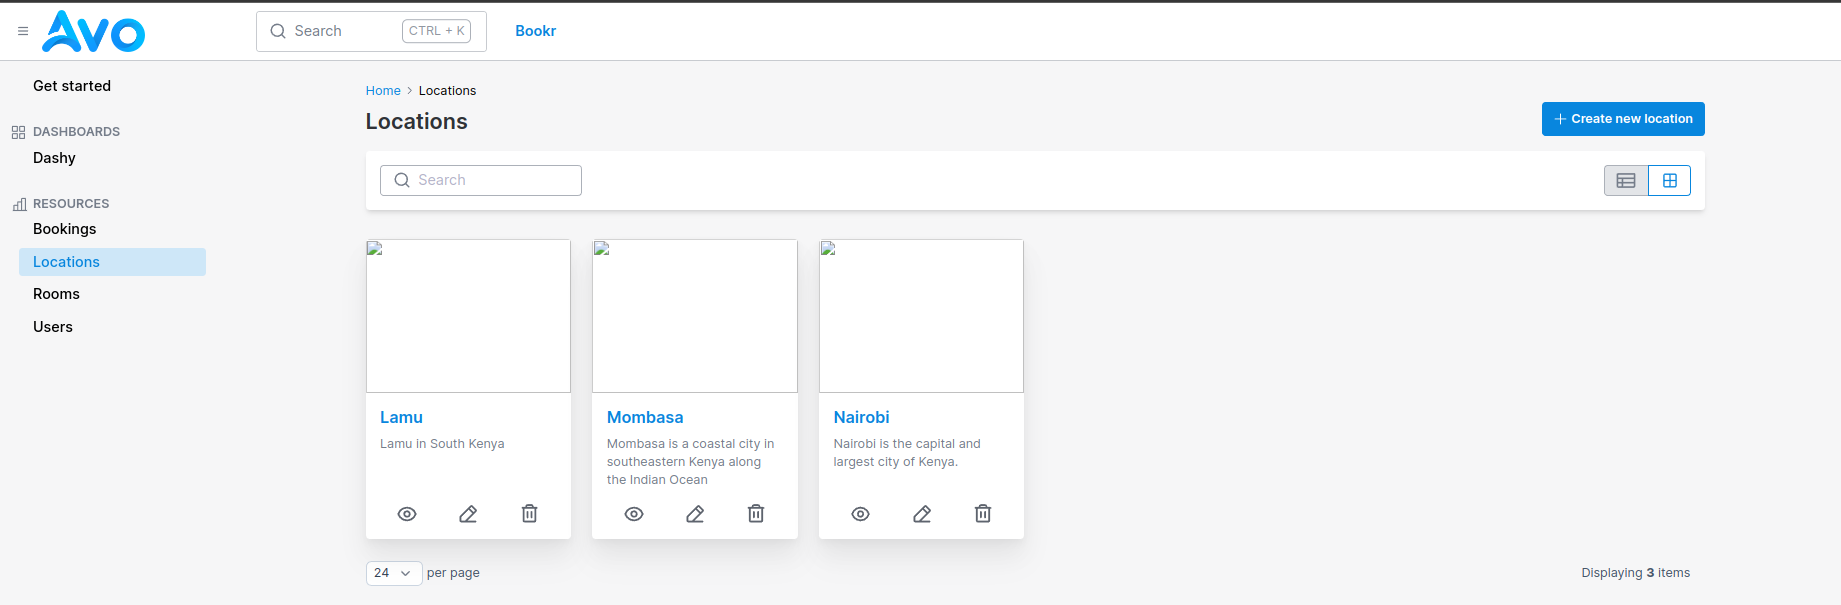 Avo
Search CTRL + K
Bookr
Get started
DASHBOARDS
Dashy
RESOURCES
Bookings
Locations
Rooms
Users
Home > Locations
Locations
Create new location
Search
Lamu
Lamu in South Kenya
Mombasa
Mombasa is a coastal city in
southeastern Kenya along
the Indian Ocean
Nairobi
Nairobi is the capital and
largest city of Kenya.
24 per page
Displaying 3 items